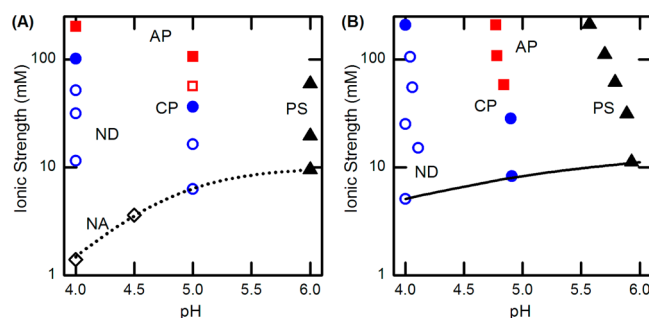 (A)
(B)
Ionic Strength (mM)
100
10
1
AP
CP
PS
ND
NA
4.0 4.5 5.0 5.5 6.0
pH
Ionic Strength (mM)
100
10
1
AP
CP
PS
ND
4.0 4.5 5.0 5.5 6.0
pH